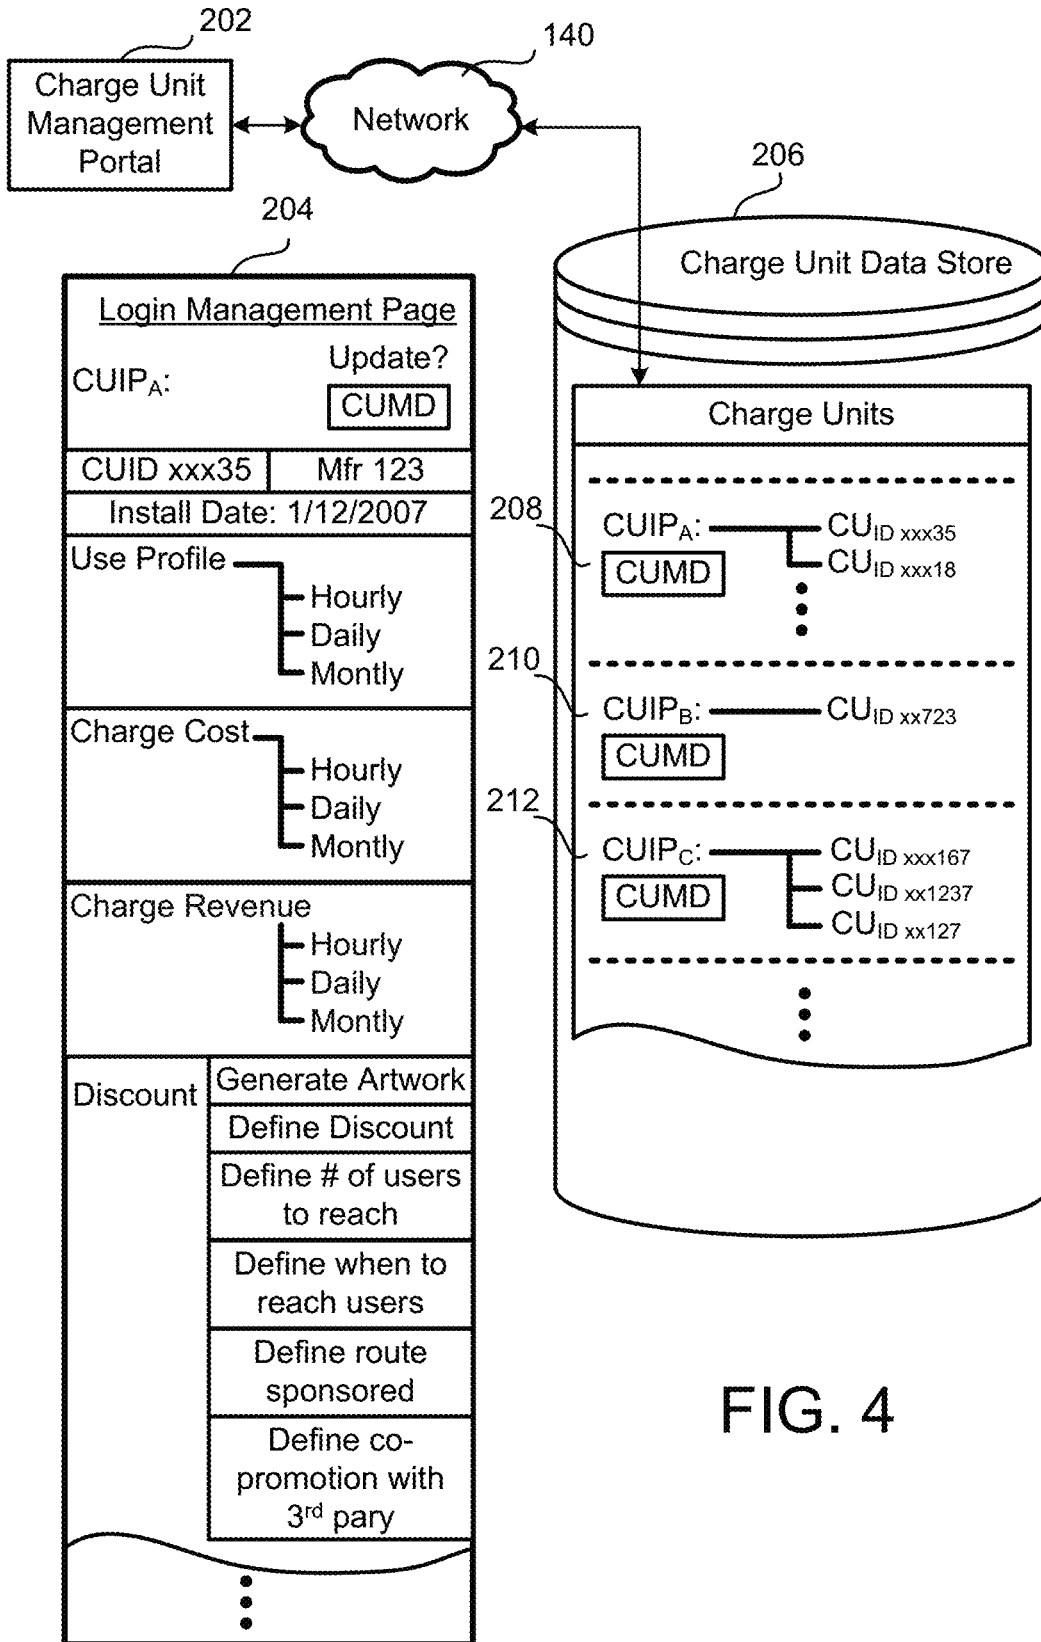 202
140
Charge Unit
Management
Portal
Network
206
Charge Unit Data Store
204
Login Management Page
Update?
CUIPA:
CUMD
CUID xxx35
Mfr 123
Install Date: 1/12/2007
Use Profile
Hourly
Daily
Montly
Charge Cost
Hourly
Daily
Montly
Charge Revenue
Hourly
Daily
Montly
Discount
Generate Artwork
Define Discount
Define # of users
to reach
Define when to
reach users
Define route
sponsored
Define co-
promotion with
3rd pary
Charge Units
208
CUIPA:
CUID xxx35
CUID xxx18
CUMD
210
CUIPB:
CUID xx723
CUMD
212
CUIPC:
CUID xxx167
CUID xx1237
CUID xx127
CUMD
FIG. 4